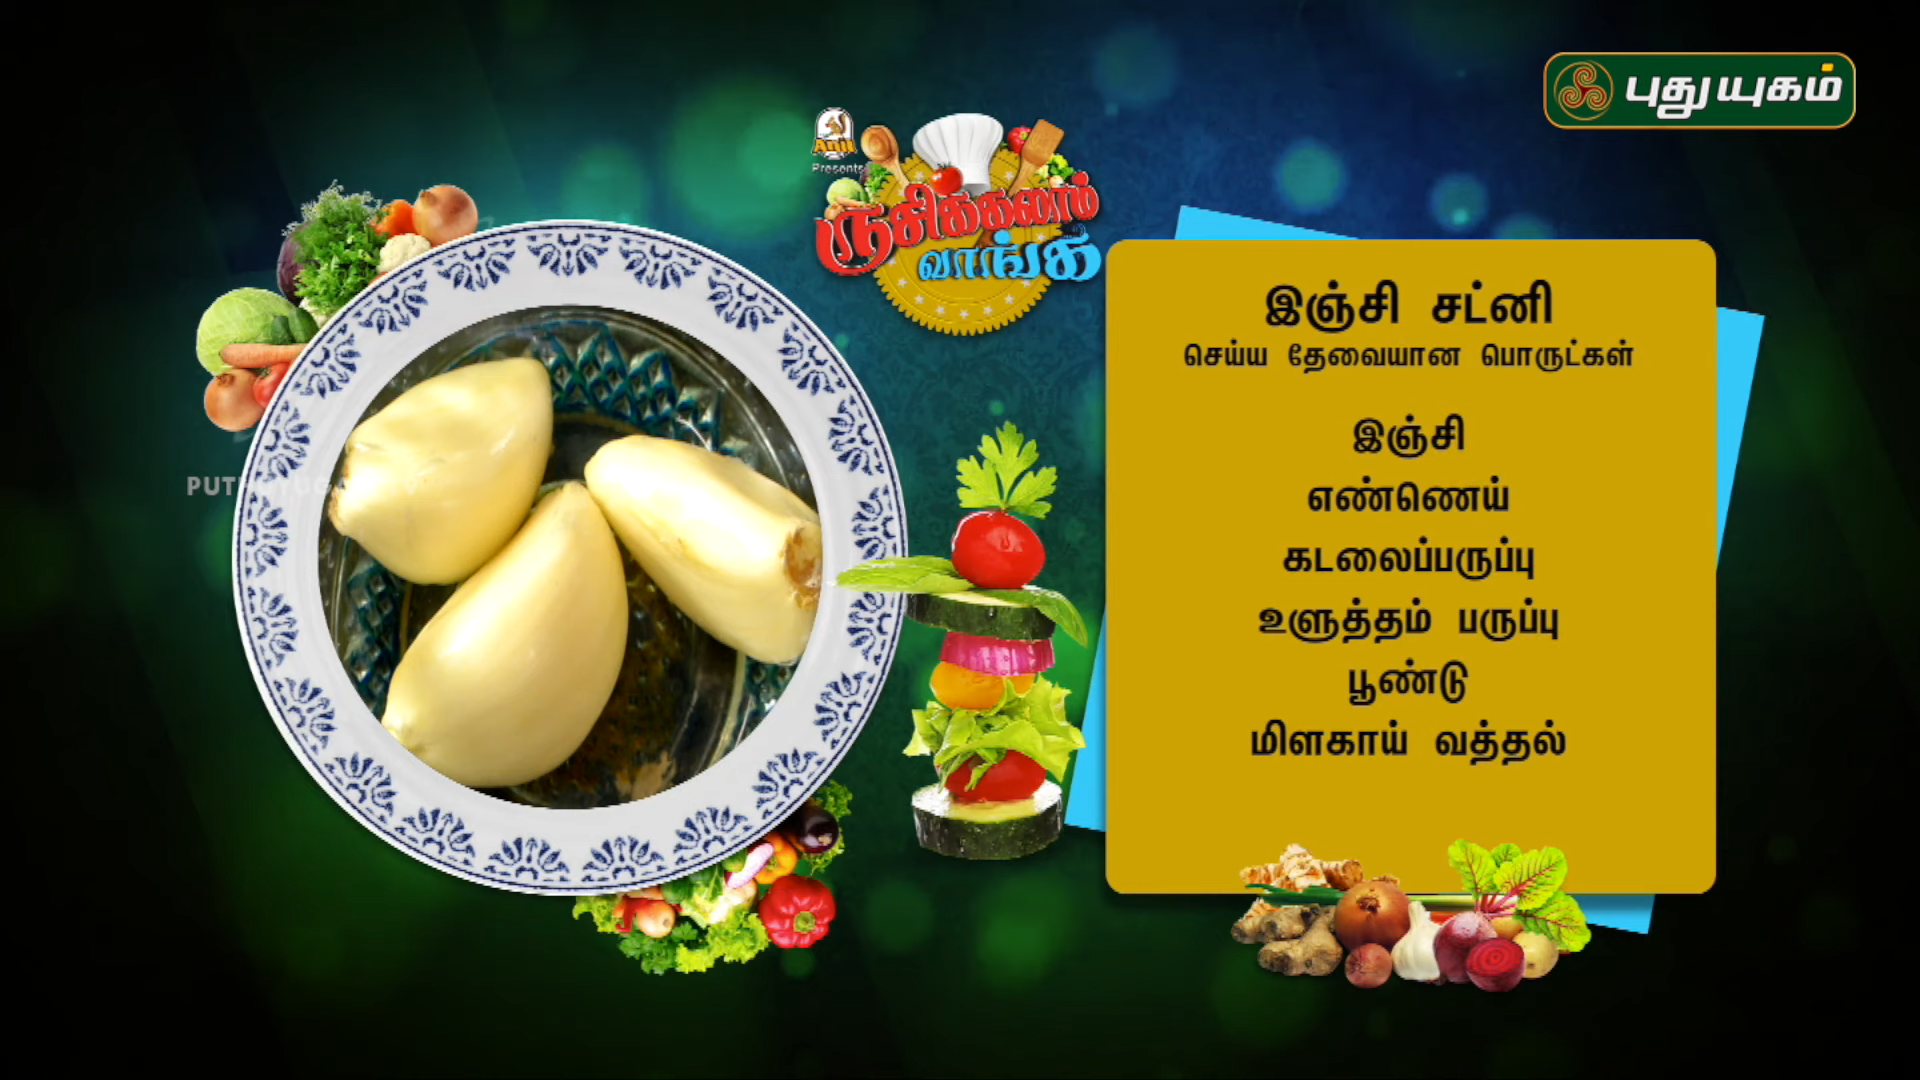 புதுயுகம்
Anil
Presents
ருசிக்கலாம்
வாங்க
இஞ்சி சட்னி
செய்ய தேவையான பொருட்கள்
இஞ்சி
எண்ணெய்
கடலைப்பருப்பு
உளுத்தம் பருப்பு
பூண்டு
மிளகாய் வத்தல்